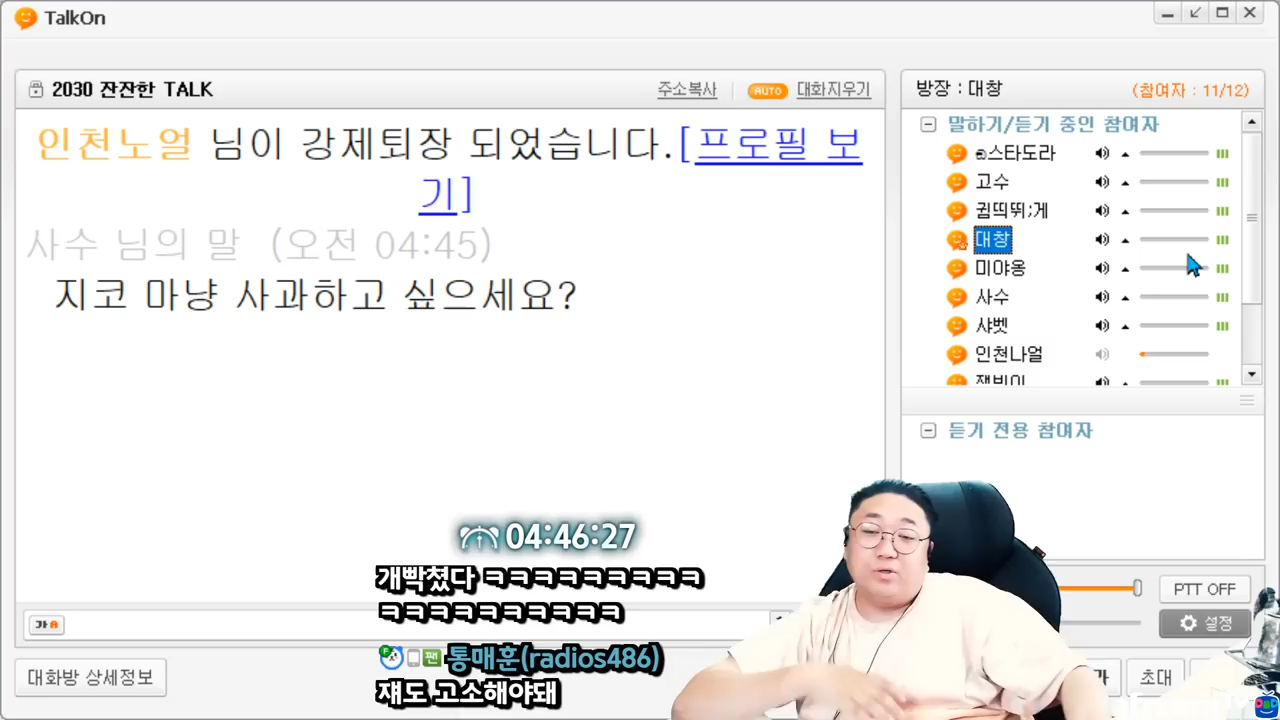 TalkOn
2030 잔잔한 TALK
주소복사
AUTO
대화지우기
인천노얼 님이 강제퇴장 되었습니다.[프로필 보
기]
사수 님의 말 (오전 04:45)
지코 마냥 사과하고 싶으세요?
방장 : 대창
(참여자 : 11/12)
말하기/듣기 중인 참여자
스타도라
고수
대창
미야옹
사수
샤벳
인천나얼
듣기 전용 참여자
04:46:27
개빡쳤다 ㅋㅋㅋㅋㅋㅋㅋㅋㅋ
ㅋㅋㅋㅋㅋㅋㅋㅋㅋㅋ
팬 통매훈(radios486)
쟤도 고소해야돼
PTT OFF
설정
대화방 상세정보
초대